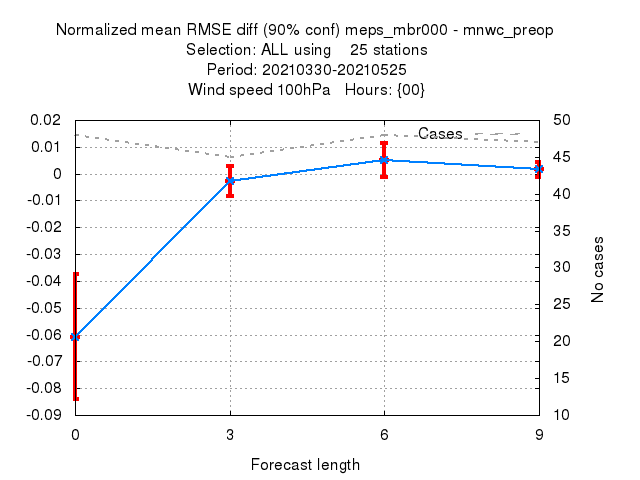 Normalized mean RMSE diff (90% conf) meps_mbr000 - mnwc_preop
Selection: ALL using    25 stations
Period: 20210330-20210525
Wind speed 100hPa   Hours: {00}
0.02
0.01
0
-0.01
-0.02
-0.03
-0.04
-0.05
-0.06
-0.07
-0.08
-0.09
Cases
50
45
40
35
30
25
20
15
10
No cases
0 3 6 9
Forecast length